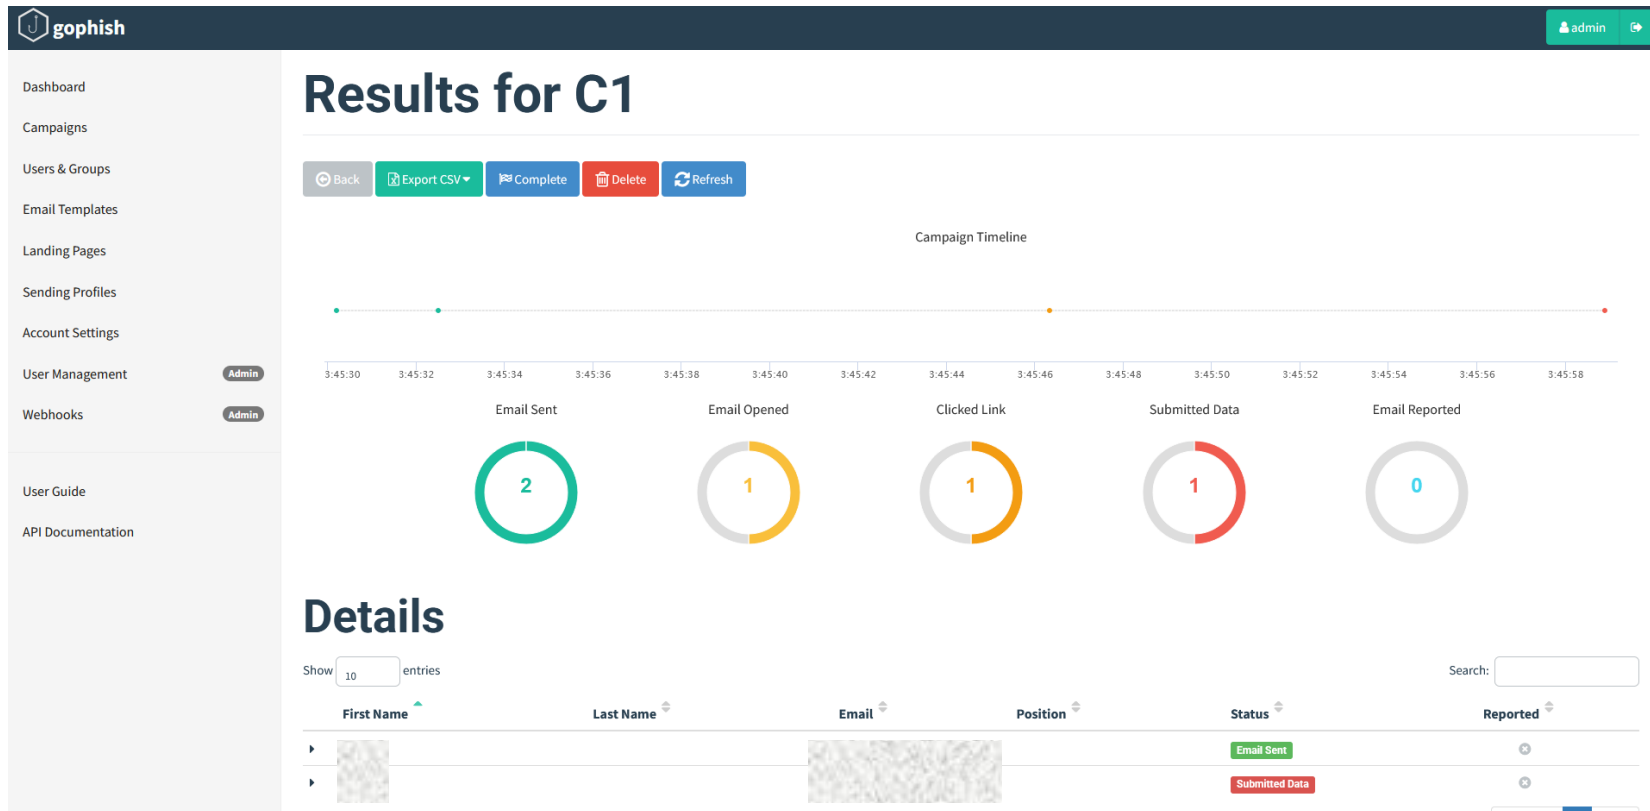 gophish
admin
Dashboard
Campaigns
Users & Groups
Email Templates
Landing Pages
Sending Profiles
Account Settings
User Management Admin
Webhooks Admin
User Guide
API Documentation
Results for C1
Back Export CSV Complete Delete Refresh
Campaign Timeline
3:45:30 3:45:32 3:45:34 3:45:36 3:45:38 3:45:40 3:45:42 3:45:44 3:45:46 3:45:48 3:45:50 3:45:52 3:45:54 3:45:56 3:45:58
Email Sent Email Opened Clicked Link Submitted Data Email Reported
2 1 1 1 0
Details
Show 10 entries Search:
First Name Last Name Email Position Status Reported
Email Sent
Submitted Data